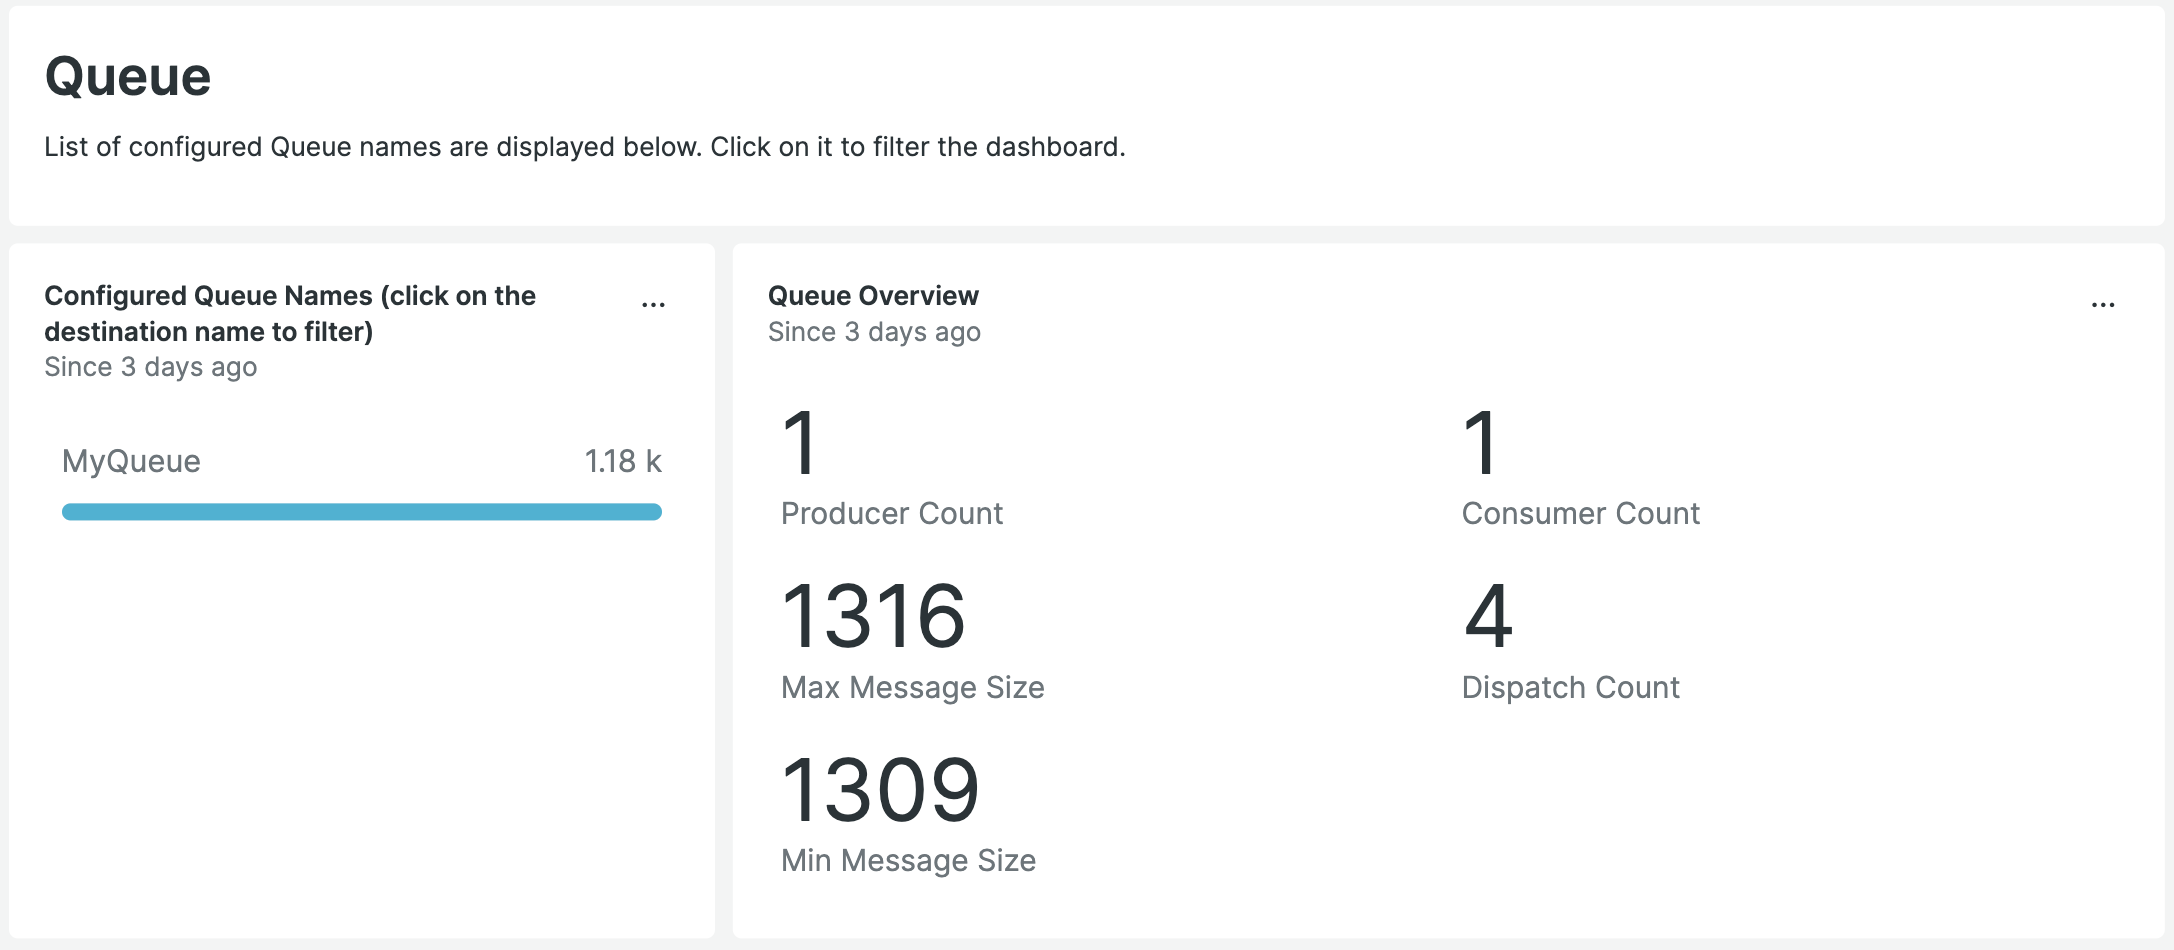 Queue
List of configured Queue names are displayed below. Click on it to filter the dashboard.
Configured Queue Names (click on the
destination name to filter)
Since 3 days ago
...
MyQueue 1.18 k
Queue Overview
Since 3 days ago
...
1
Producer Count
1
Consumer Count
1316
Max Message Size
4
Dispatch Count
1309
Min Message Size